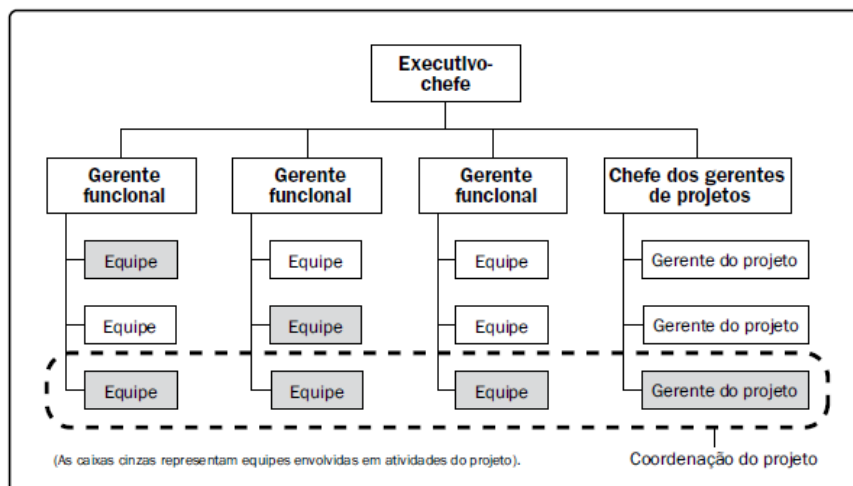 Executivo-
chefe
Gerente
funcional
Gerente
funcional
Gerente
funcional
Chefe dos gerentes
de projetos
Equipe
Equipe
Equipe
Gerente do projeto
Equipe
Equipe
Equipe
Gerente do projeto
Equipe
Equipe
Equipe
Gerente do projeto
(As caixas cinzas representam equipes envolvidas em atividades do projeto).
Coordenação do projeto